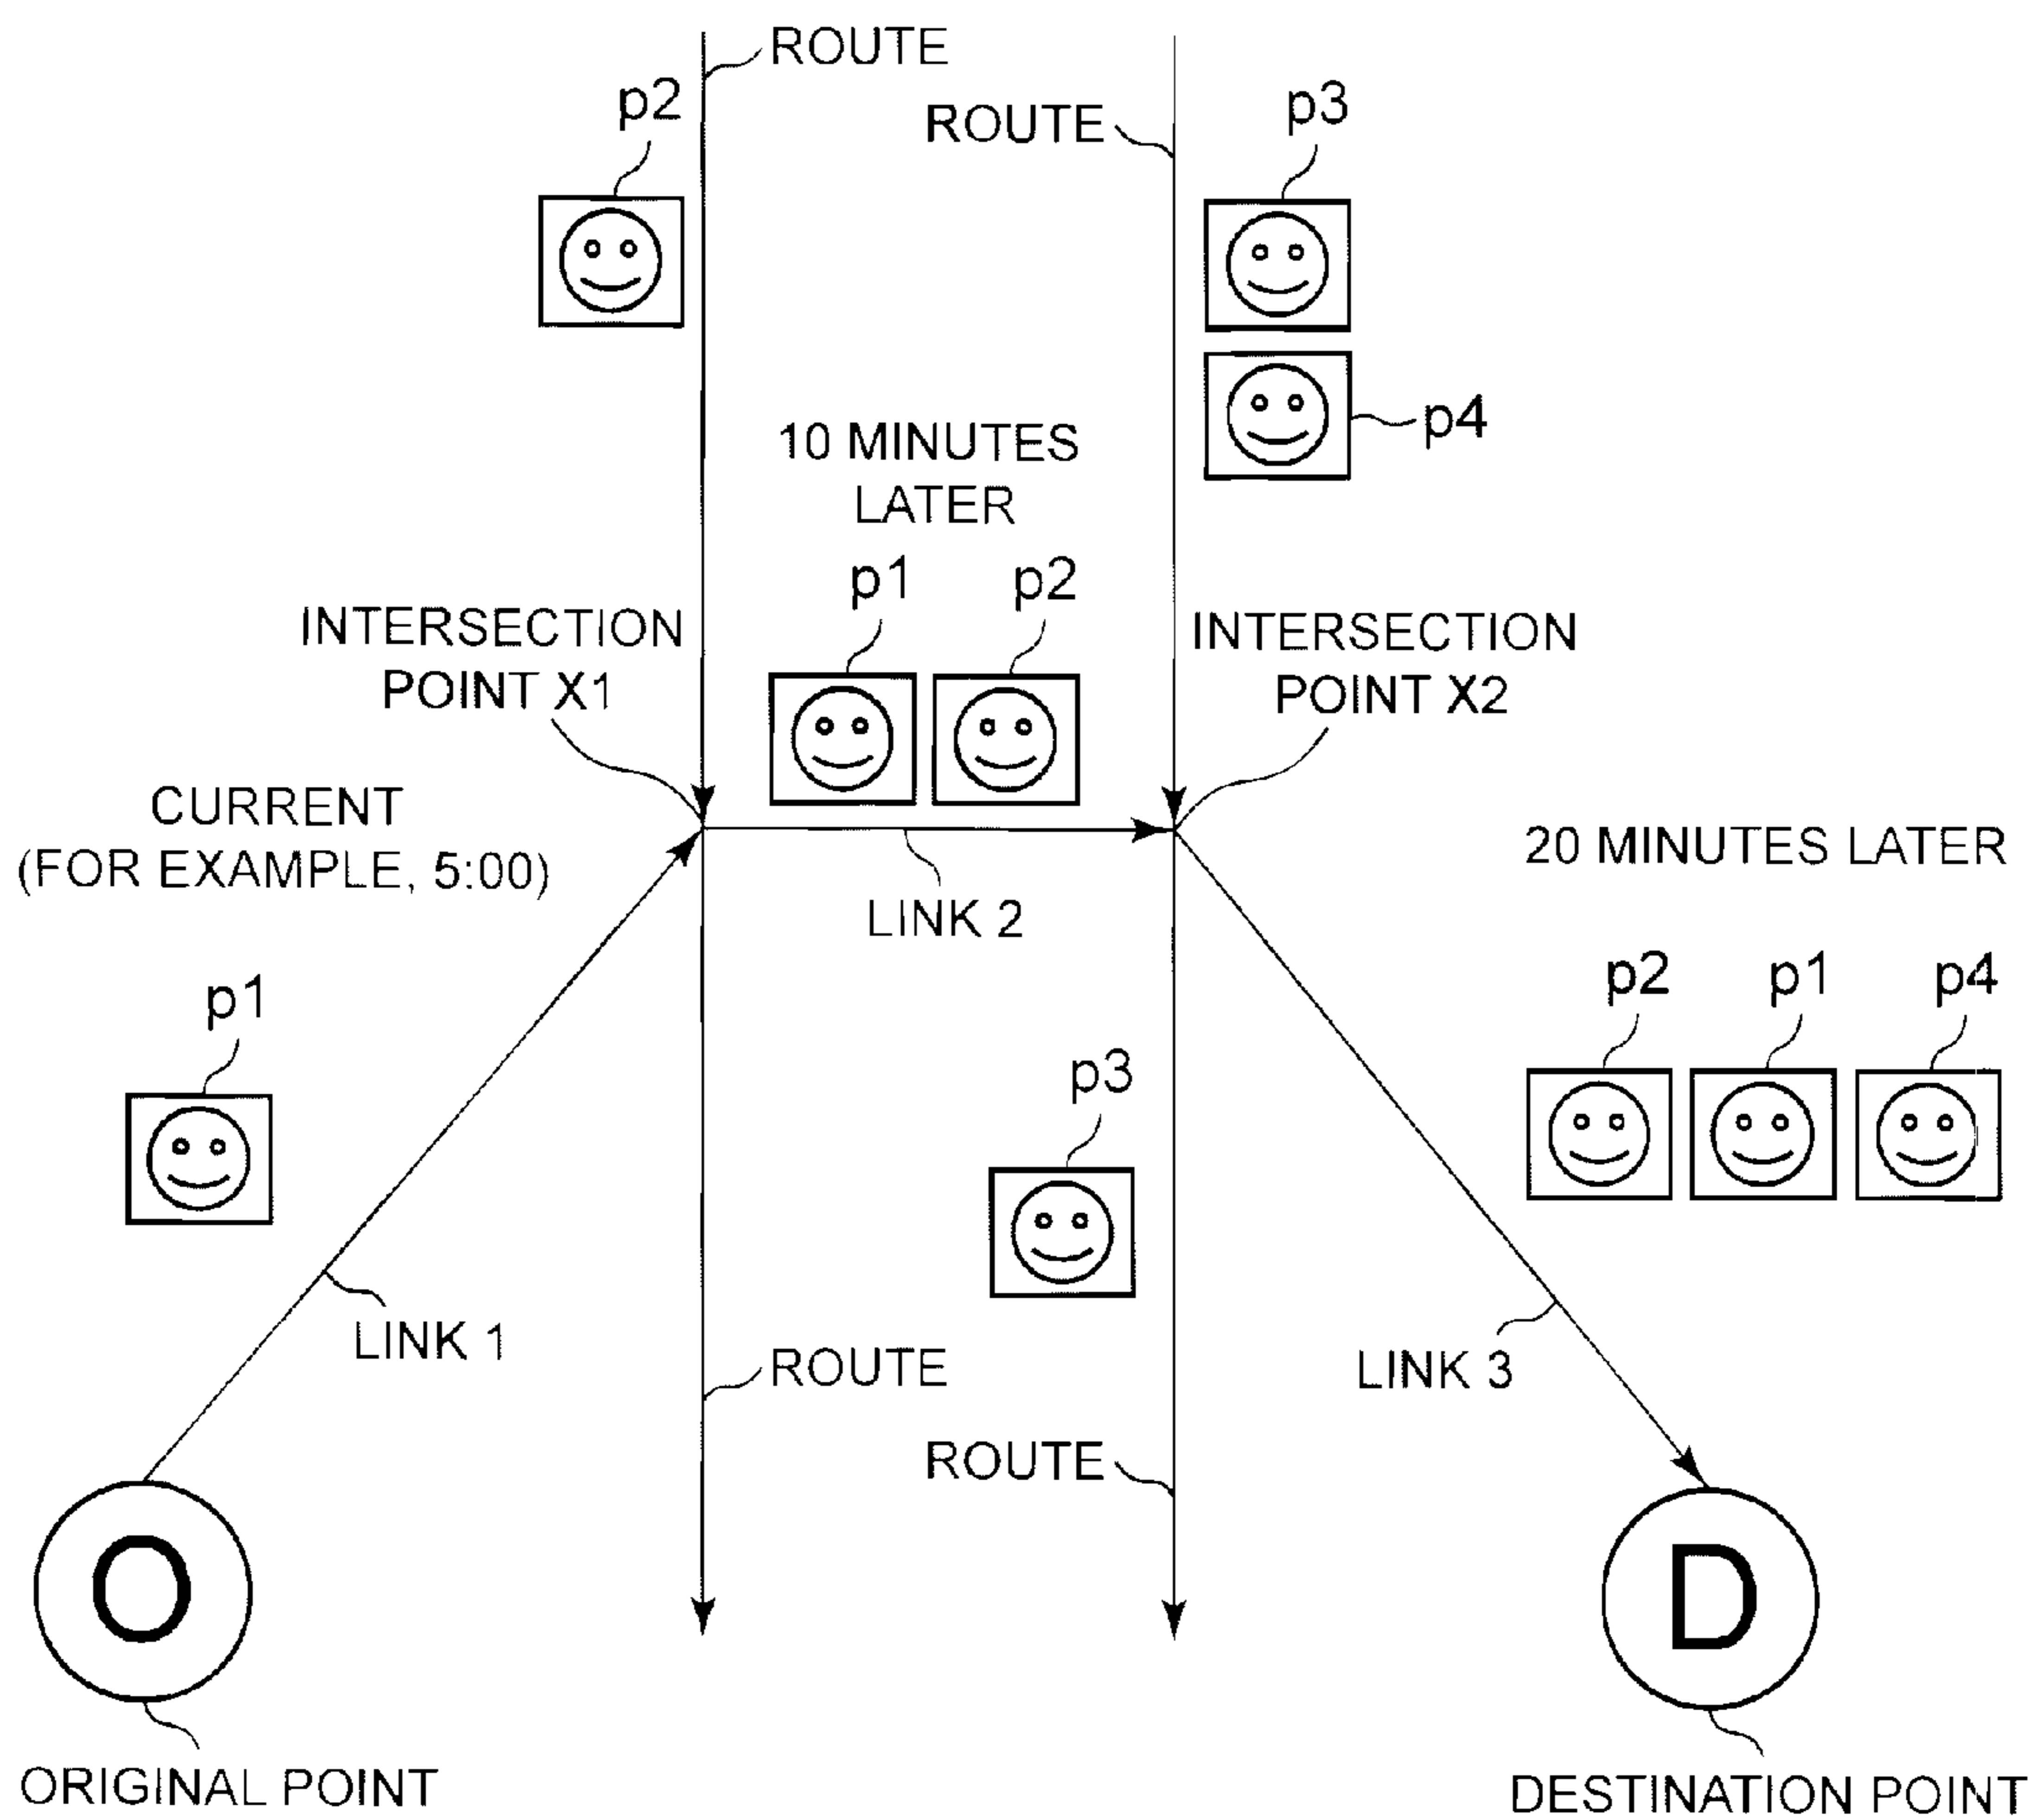 ROUTE
p2
ROUTE
p3
p4
10 MINUTES
LATER
p1
p2
INTERSECTION
POINT X1
INTERSECTION
POINT X2
CURRENT
(FOR EXAMPLE, 5:00)
20 MINUTES LATER
LINK 2
p1
p2
p1
p4
p3
LINK 1
ROUTE
LINK 3
ROUTE
O
D
ORIGINAL POINT
DESTINATION POINT